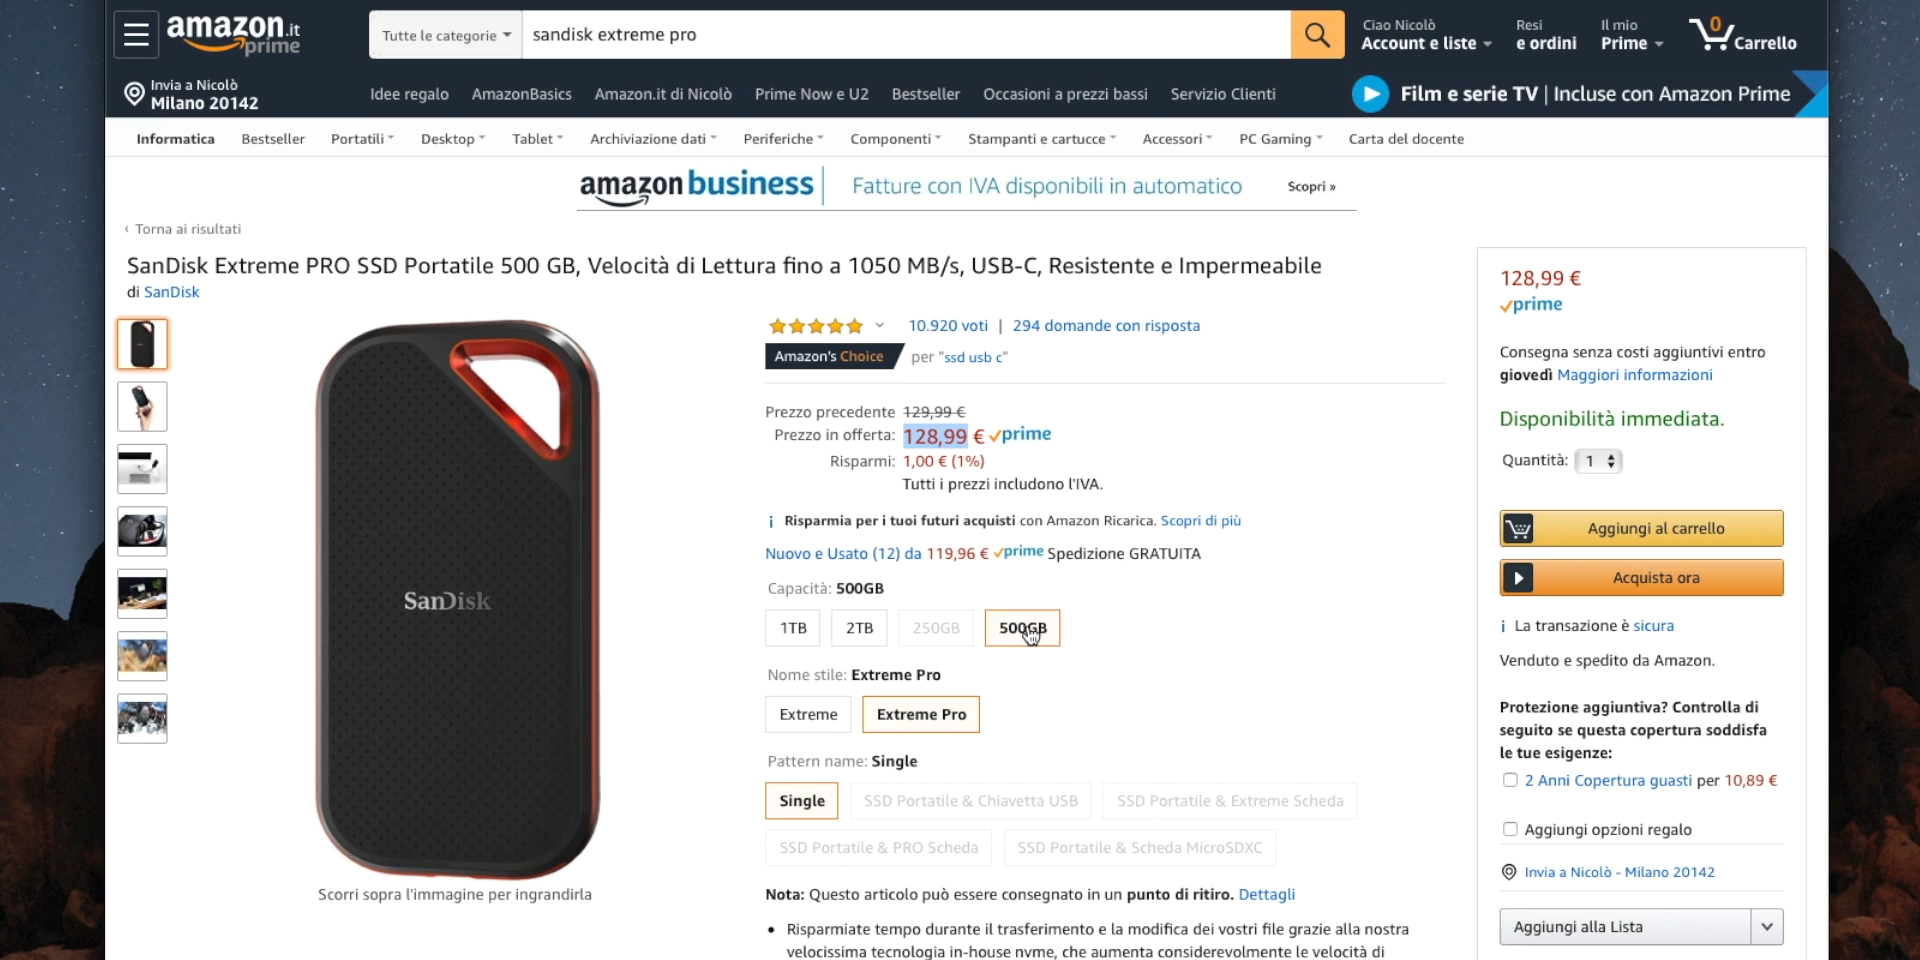 amazon.it
prime
Tutte le categorie
sandisk extreme pro
Ciao Nicolò
Account e liste
Resi
e ordini
Il mio
Prime
0
Carrello
Invia a Nicolò
Milano 20142
Idee regalo
AmazonBasics
Amazon.it di Nicolò
Prime Now e U2
Bestseller
Occasioni a prezzi bassi
Servizio Clienti
Film e serie TV | Incluse con Amazon Prime
Informatica
Bestseller
Portatili
Desktop
Tablet
Archiviazione dati
Periferiche
Componenti
Stampanti e cartucce
Accessori
PC Gaming
Carta del docente
amazon business
Fatture con IVA disponibili in automatico
Scopri »
‹ Torna ai risultati
SanDisk Extreme PRO SSD Portatile 500 GB, Velocità di Lettura fino a 1050 MB/s, USB-C, Resistente e Impermeabile
di SanDisk
SanDisk
Scorri sopra l'immagine per ingrandirla
10.920 voti | 294 domande con risposta
Amazon's Choice per "ssd usb c"
Prezzo precedente 129,99 €
Prezzo in offerta: 128,99 € prime
Risparmi: 1,00 € (1%)
Tutti i prezzi includono l'IVA.
i Risparmia per i tuoi futuri acquisti con Amazon Ricarica. Scopri di più
Nuovo e Usato (12) da 119,96 € prime Spedizione GRATUITA
Capacità: 500GB
1TB
2TB
250GB
500GB
Nome stile: Extreme Pro
Extreme
Extreme Pro
Pattern name: Single
Single
SSD Portatile & Chiavetta USB
SSD Portatile & Extreme Scheda
SSD Portatile & PRO Scheda
SSD Portatile & Scheda MicroSDXC
Nota: Questo articolo può essere consegnato in un punto di ritiro. Dettagli
• Risparmiate tempo durante il trasferimento e la modifica dei vostri file grazie alla nostra
velocissima tecnologia in-house nvme, che aumenta considerevolmente le velocità di
128,99 €
prime
Consegna senza costi aggiuntivi entro
giovedì Maggiori informazioni
Disponibilità immediata.
Quantità: 1
Aggiungi al carrello
Acquista ora
i La transazione è sicura
Venduto e spedito da Amazon.
Protezione aggiuntiva? Controlla di
seguito se questa copertura soddisfa
le tue esigenze:
2 Anni Copertura guasti per 10,89 €
Aggiungi opzioni regalo
Invia a Nicolò - Milano 20142
Aggiungi alla Lista